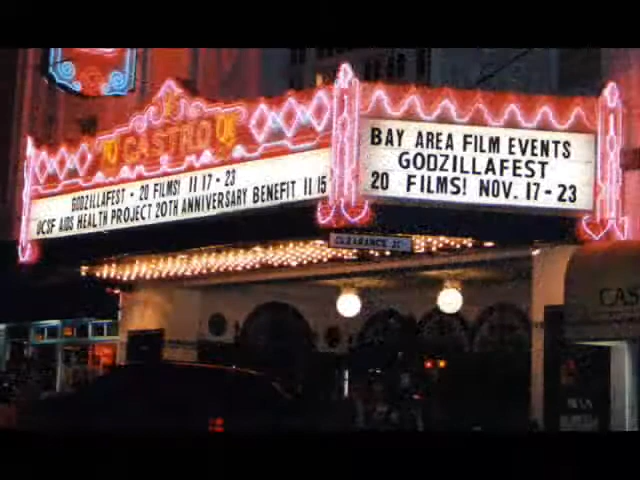 CASTRO
GODZILLAFEST - 20 FILMS! 11 17 - 23
UCSF AIDS HEALTH PROJECT 20TH ANNIVERSARY BENEFIT 11 15
BAY AREA FILM EVENTS
GODZILLAFEST
20 FILMS! NOV. 17 - 23
CLEARANCE
CAS